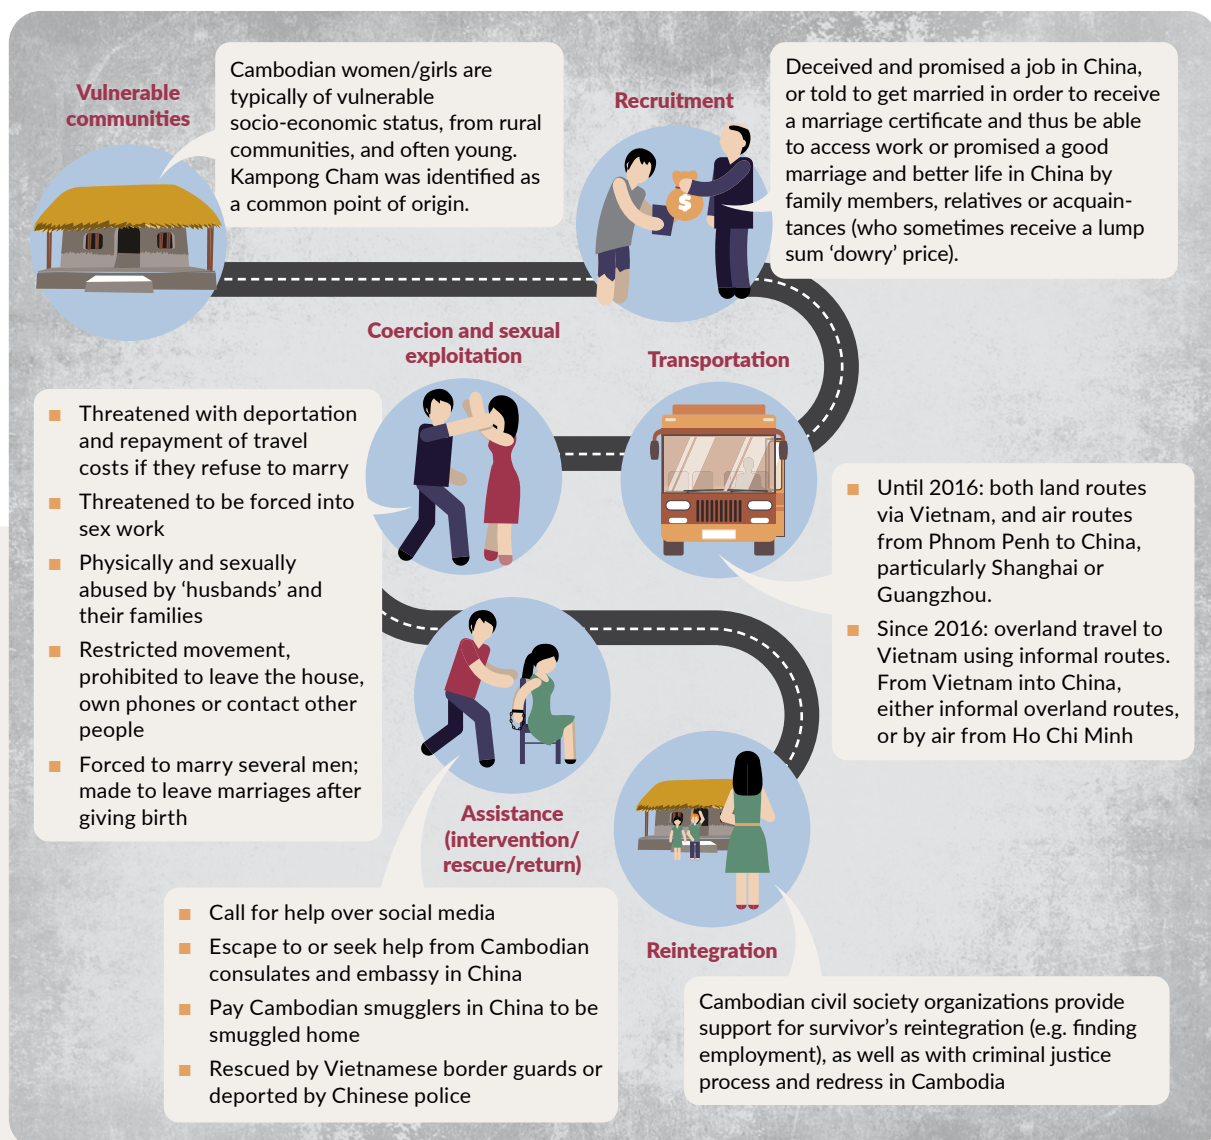 Vulnerable
communities
Cambodian women/girls are
typically of vulnerable
socio-economic status, from rural
communities, and often young.
Kampong Cham was identified as
a common point of origin.
Recruitment
$
Deceived and promised a job in China,
or told to get married in order to receive
a marriage certificate and thus be able
to access work or promised a good
marriage and better life in China by
family members, relatives or acquain-
tances (who sometimes receive a lump
sum ‘dowry’ price).
Transportation
■ Until 2016: both land routes
via Vietnam, and air routes
from Phnom Penh to China,
particularly Shanghai or
Guangzhou.
■ Since 2016: overland travel to
Vietnam using informal routes.
From Vietnam into China,
either informal overland routes,
or by air from Ho Chi Minh
Coercion and sexual
exploitation
■ Threatened with deportation
and repayment of travel
costs if they refuse to marry
■ Threatened to be forced into
sex work
■ Physically and sexually
abused by ‘husbands’ and
their families
■ Restricted movement,
prohibited to leave the house,
own phones or contact other
people
■ Forced to marry several men;
made to leave marriages after
giving birth
Assistance
(intervention/
rescue/return)
■ Call for help over social media
■ Escape to or seek help from Cambodian
consulates and embassy in China
■ Pay Cambodian smugglers in China to be
smuggled home
■ Rescued by Vietnamese border guards or
deported by Chinese police
Reintegration
Cambodian civil society organizations provide
support for survivor’s reintegration (e.g. finding
employment), as well as with criminal justice
process and redress in Cambodia